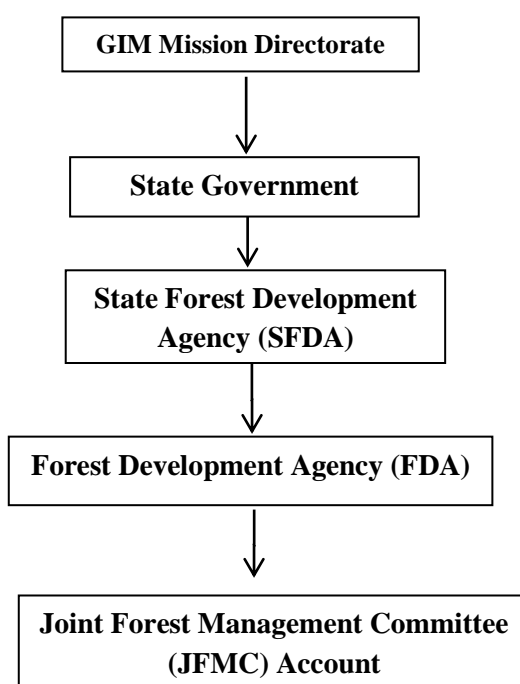 GIM Mission Directorate
State Government
State Forest Development
Agency (SFDA)
Forest Development Agency (FDA)
Joint Forest Management Committee
(JFMC) Account